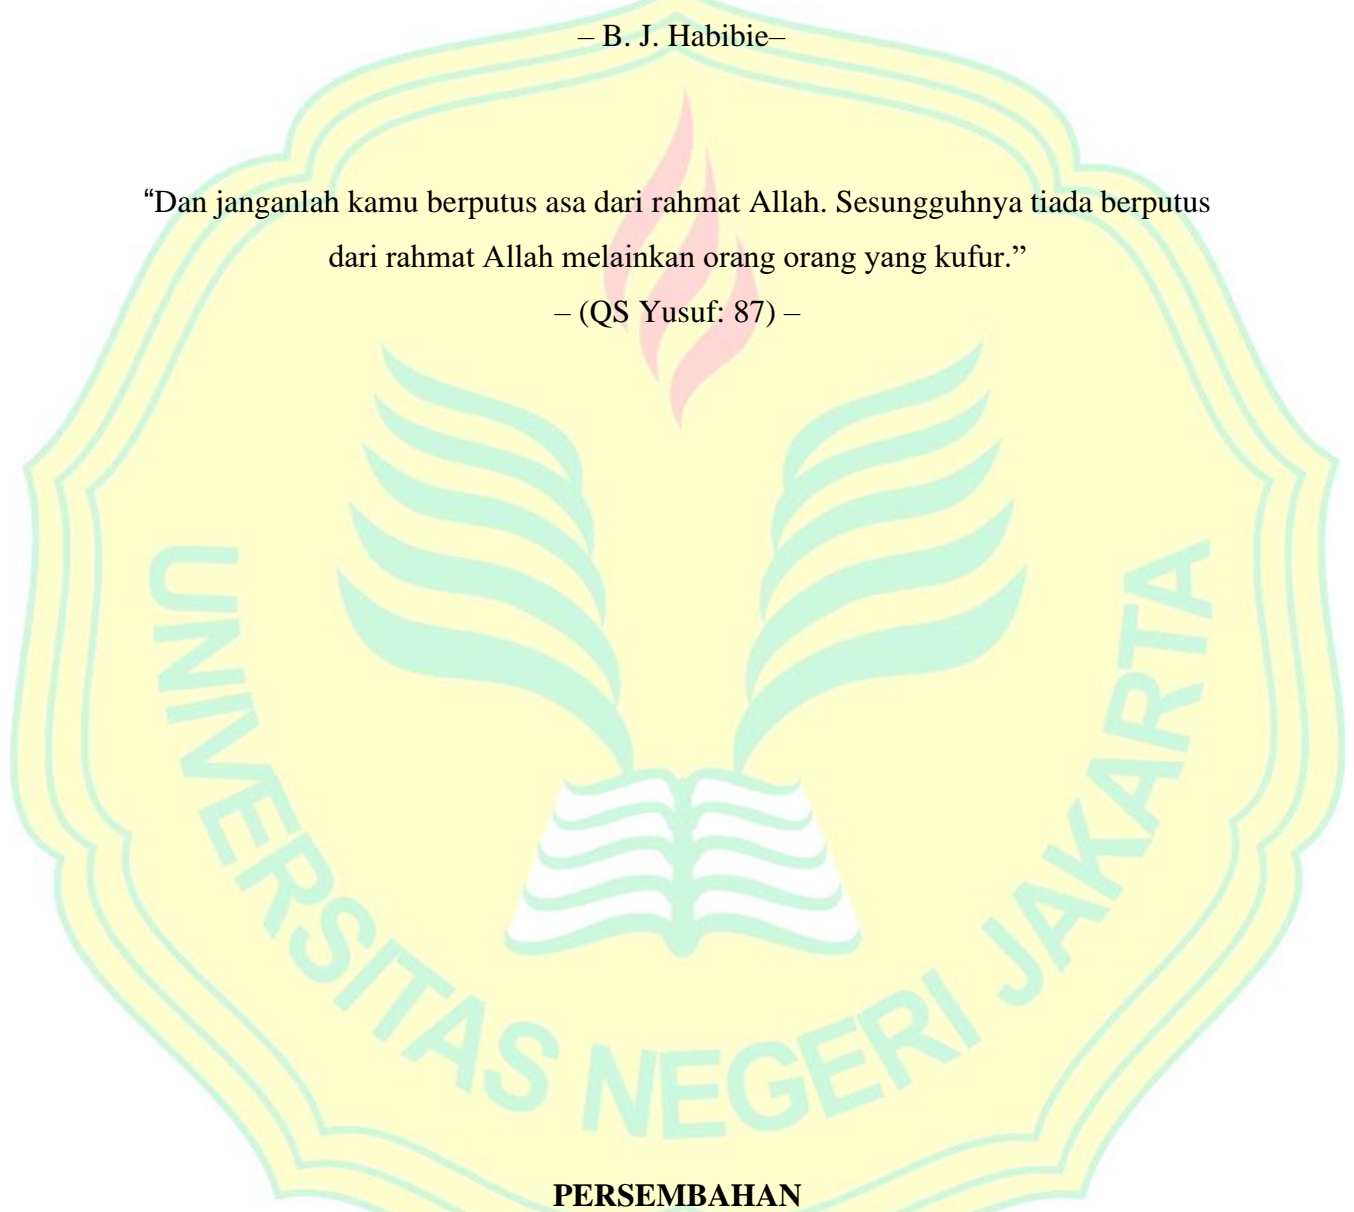 – B. J. Habibie–
“Dan janganlah kamu berputus asa dari rahmat Allah. Sesungguhnya tiada berputus
dari rahmat Allah melainkan orang orang yang kufur.”
– (QS Yusuf: 87) –
UNIVERSITAS NEGERI JAKARTA
PERSEMBAHAN